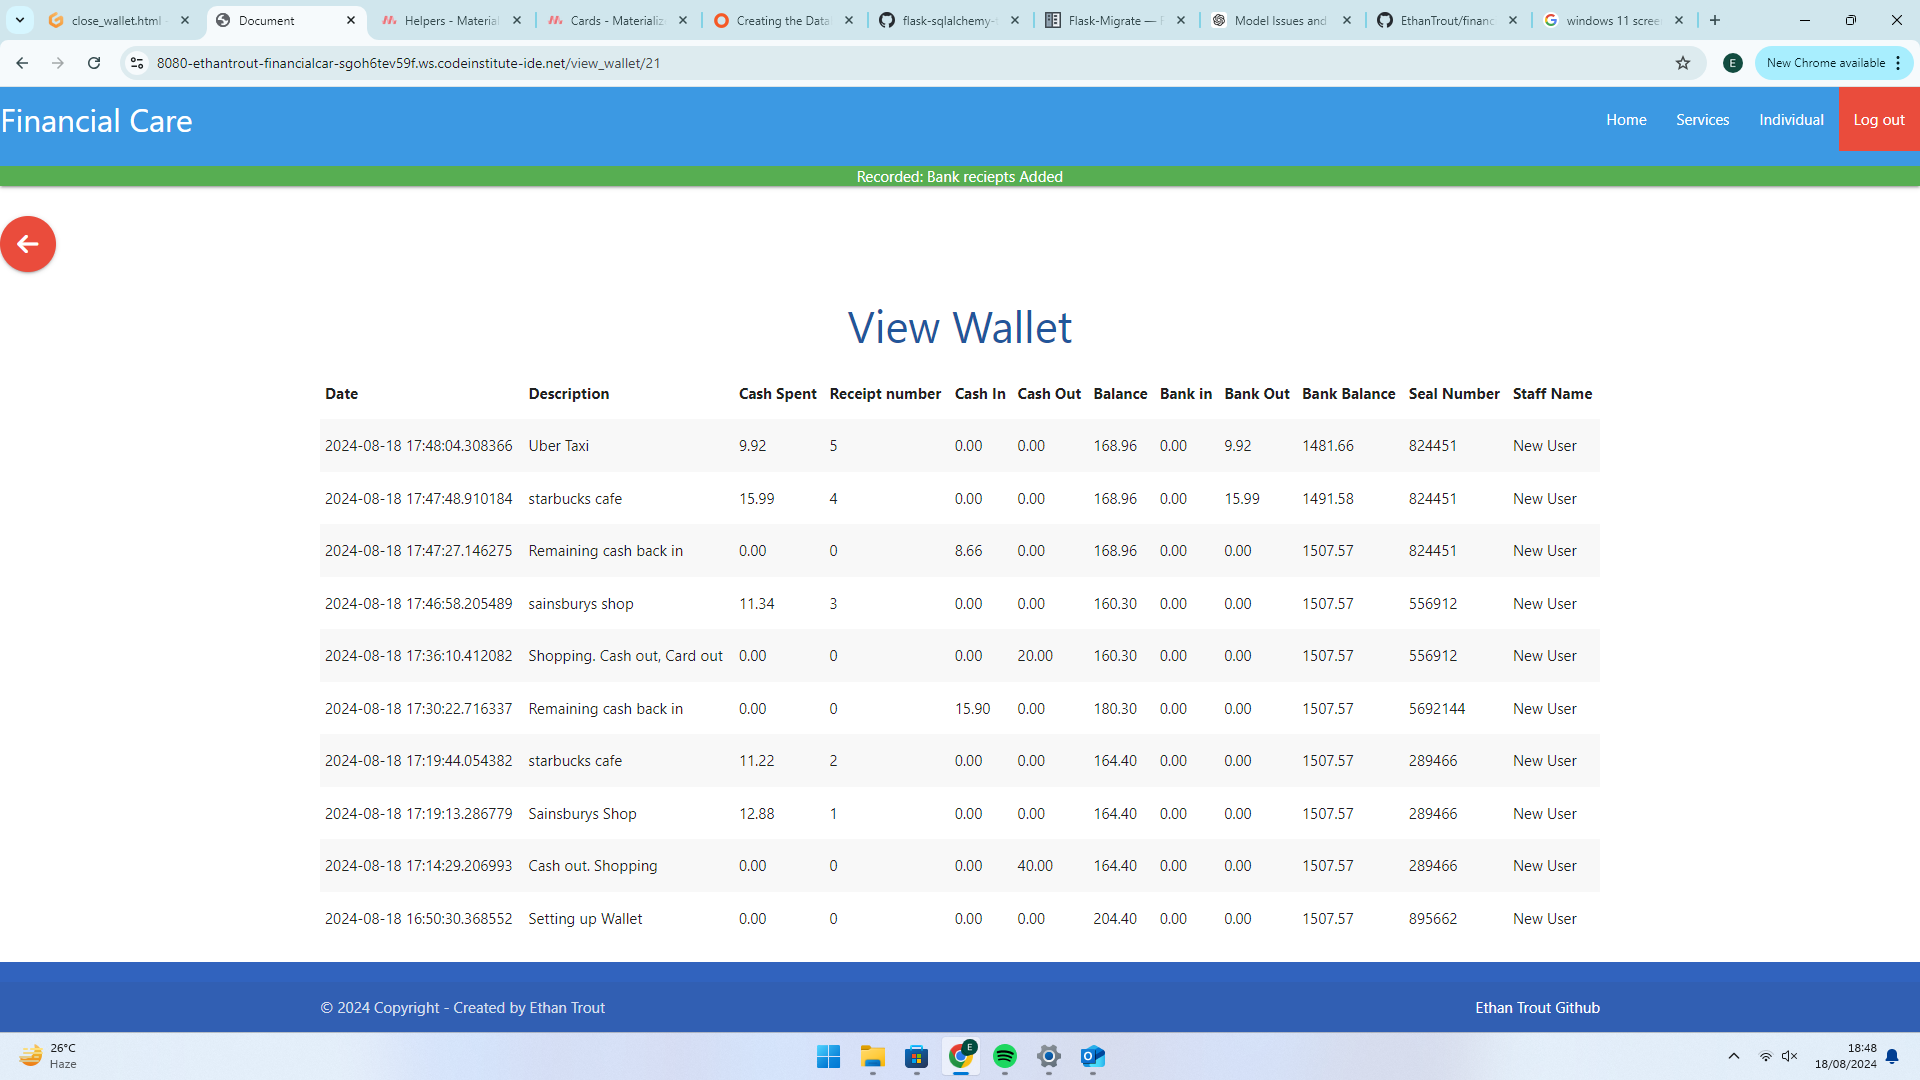 close_wallet.html -
Document
Helpers - Material
Cards - Materializ
Creating the Data
flask-sqlalchemy-
Flask-Migrate —
Model Issues and
EthanTrout/financ
windows 11 scree
8080-ethantrout-financialcar-sgoh6tev59f.ws.codeinstitute-ide.net/view_wallet/21
E
New Chrome available
Financial Care
Home
Services
Individual
Log out
Recorded: Bank reciepts Added
View Wallet
Date Description Cash Spent Receipt number Cash In Cash Out Balance Bank in Bank Out Bank Balance Seal Number Staff Name
2024-08-18 17:48:04.308366 Uber Taxi 9.92 5 0.00 0.00 168.96 0.00 9.92 1481.66 824451 New User
2024-08-18 17:47:48.910184 starbucks cafe 15.99 4 0.00 0.00 168.96 0.00 15.99 1491.58 824451 New User
2024-08-18 17:47:27.146275 Remaining cash back in 0.00 0 8.66 0.00 168.96 0.00 0.00 1507.57 824451 New User
2024-08-18 17:46:58.205489 sainsburys shop 11.34 3 0.00 0.00 160.30 0.00 0.00 1507.57 556912 New User
2024-08-18 17:36:10.412082 Shopping. Cash out, Card out 0.00 0 0.00 20.00 160.30 0.00 0.00 1507.57 556912 New User
2024-08-18 17:30:22.716337 Remaining cash back in 0.00 0 15.90 0.00 180.30 0.00 0.00 1507.57 5692144 New User
2024-08-18 17:19:44.054382 starbucks cafe 11.22 2 0.00 0.00 164.40 0.00 0.00 1507.57 289466 New User
2024-08-18 17:19:13.286779 Sainsburys Shop 12.88 1 0.00 0.00 164.40 0.00 0.00 1507.57 289466 New User
2024-08-18 17:14:29.206993 Cash out. Shopping 0.00 0 0.00 40.00 164.40 0.00 0.00 1507.57 289466 New User
2024-08-18 16:50:30.368552 Setting up Wallet 0.00 0 0.00 0.00 204.40 0.00 0.00 1507.57 895662 New User
© 2024 Copyright - Created by Ethan Trout
Ethan Trout Github
26°C
Haze
E
18:48
18/08/2024